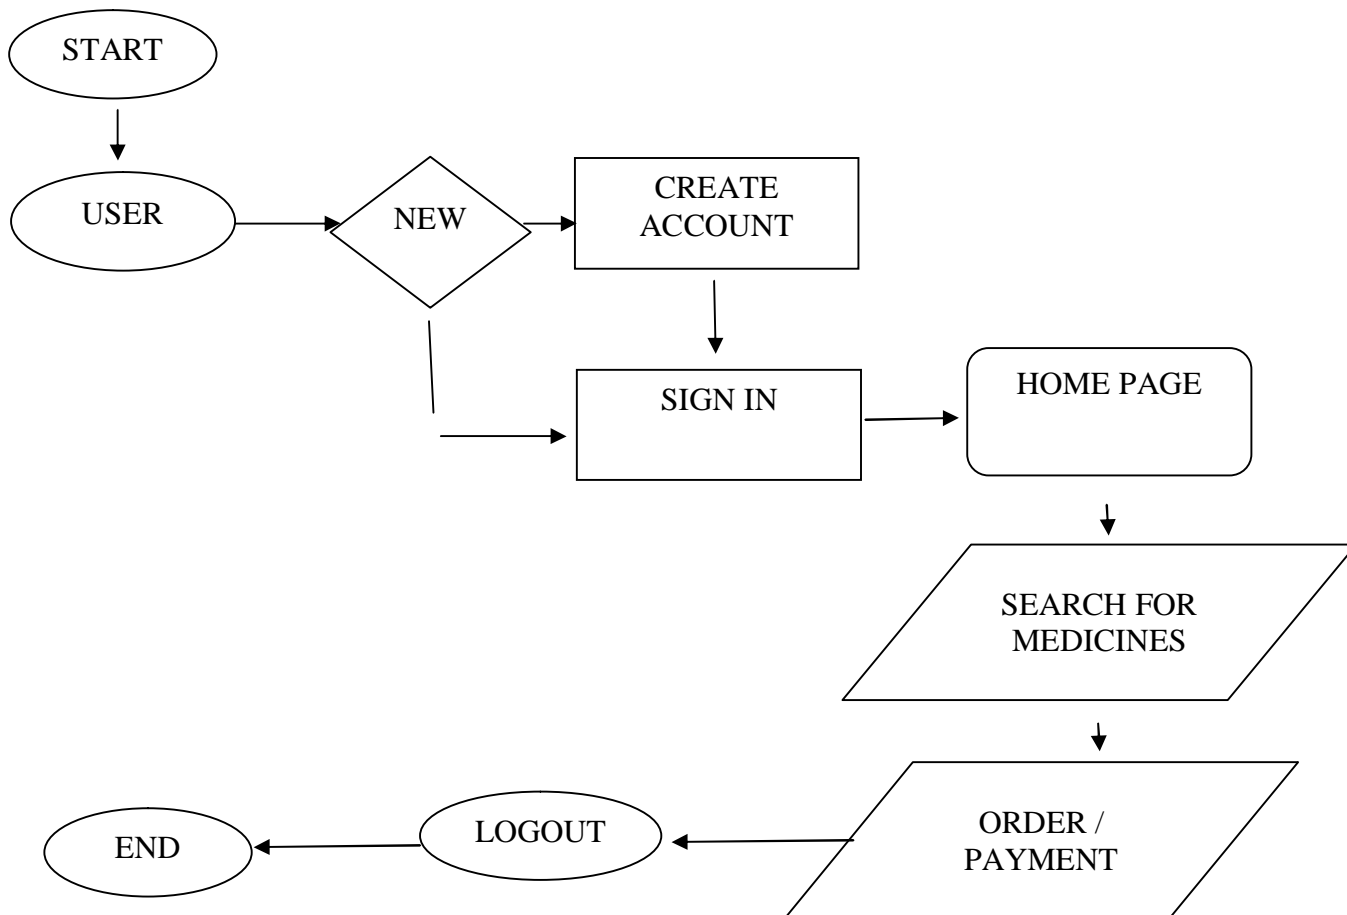 START
USER
NEW
CREATE
ACCOUNT
SIGN IN
HOME PAGE
SEARCH FOR
MEDICINES
ORDER /
PAYMENT
LOGOUT
END